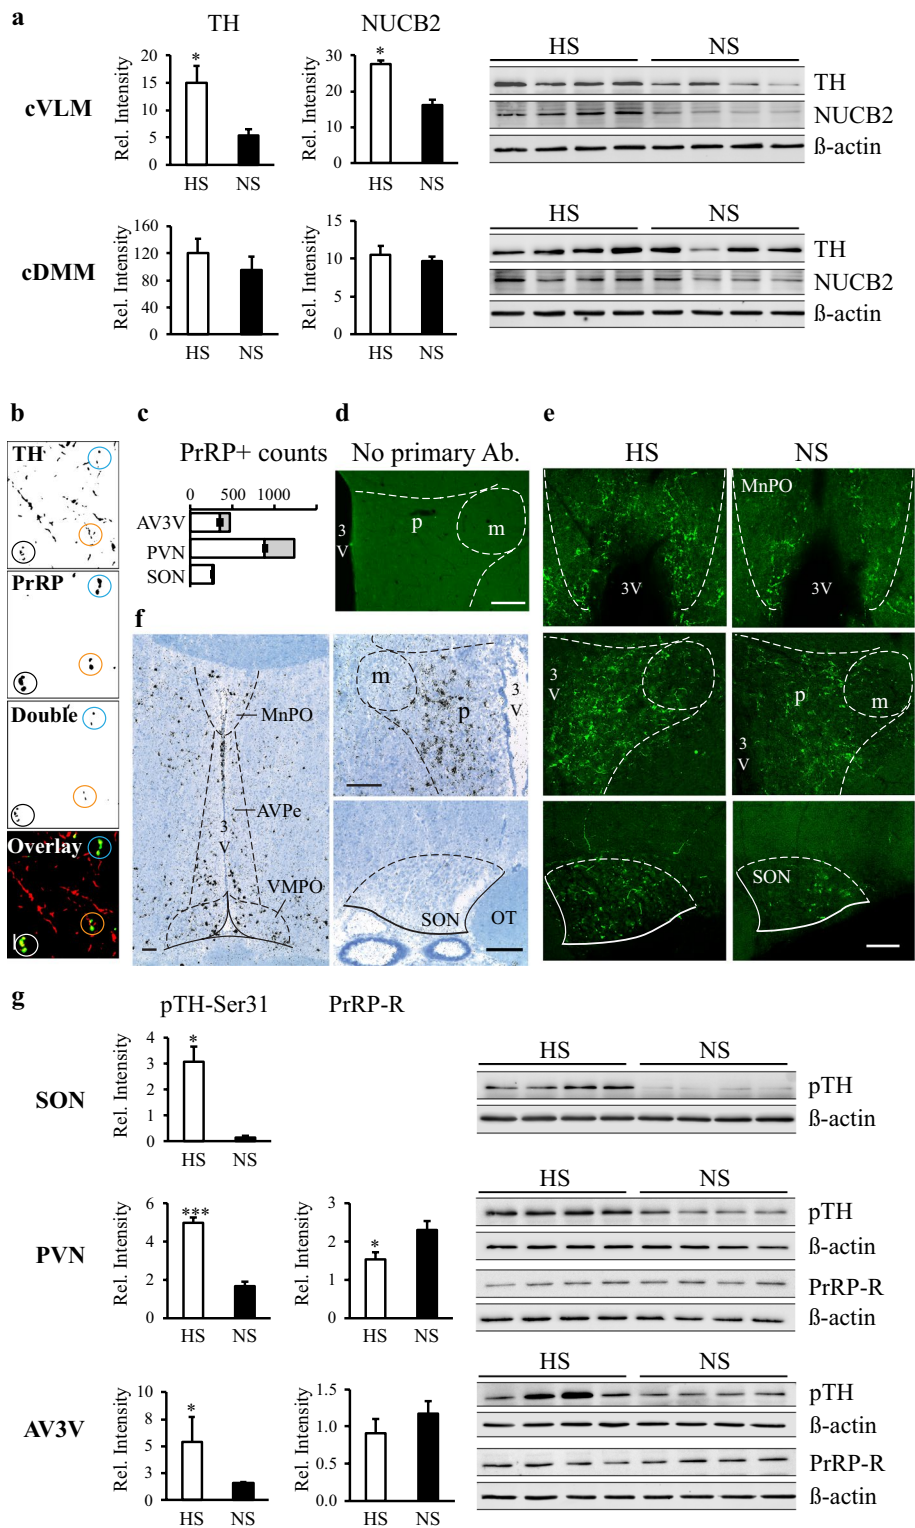 a
TH
NUCB2
cVLM
Rel. Intensity
20
15
10
5
0
*
HS
NS
Rel. Intensity
30
20
10
0
*
HS
NS
HS
NS
TH
NUCB2
ß-actin
cDMM
Rel. Intensity
160
120
80
40
0
HS
NS
Rel. Intensity
15
10
5
0
HS
NS
HS
NS
TH
NUCB2
ß-actin
b
TH
PrRP
Double
Overlay
c
PrRP+ counts
0
500
1000
AV3V
PVN
SON
d
No primary Ab.
3
V
p
m
e
HS
NS
MnPO
3V
3V
3
V
3
V
p
m
SON
f
MnPO
AVPe
3
V
VMPO
m
p
3
V
SON
OT
g
pTH-Ser31
PrRP-R
SON
Rel. Intensity
4
3
2
1
0
*
HS
NS
HS
NS
pTH
ß-actin
PVN
Rel. Intensity
6
4
2
0
***
HS
NS
Rel. Intensity
3
2
1
0
*
HS
NS
HS
NS
pTH
ß-actin
PrRP-R
ß-actin
AV3V
Rel. Intensity
10
8
5
3
0
*
HS
NS
Rel. Intensity
1.5
1.0
0.5
0.0
HS
NS
HS
NS
pTH
ß-actin
PrRP-R
ß-actin